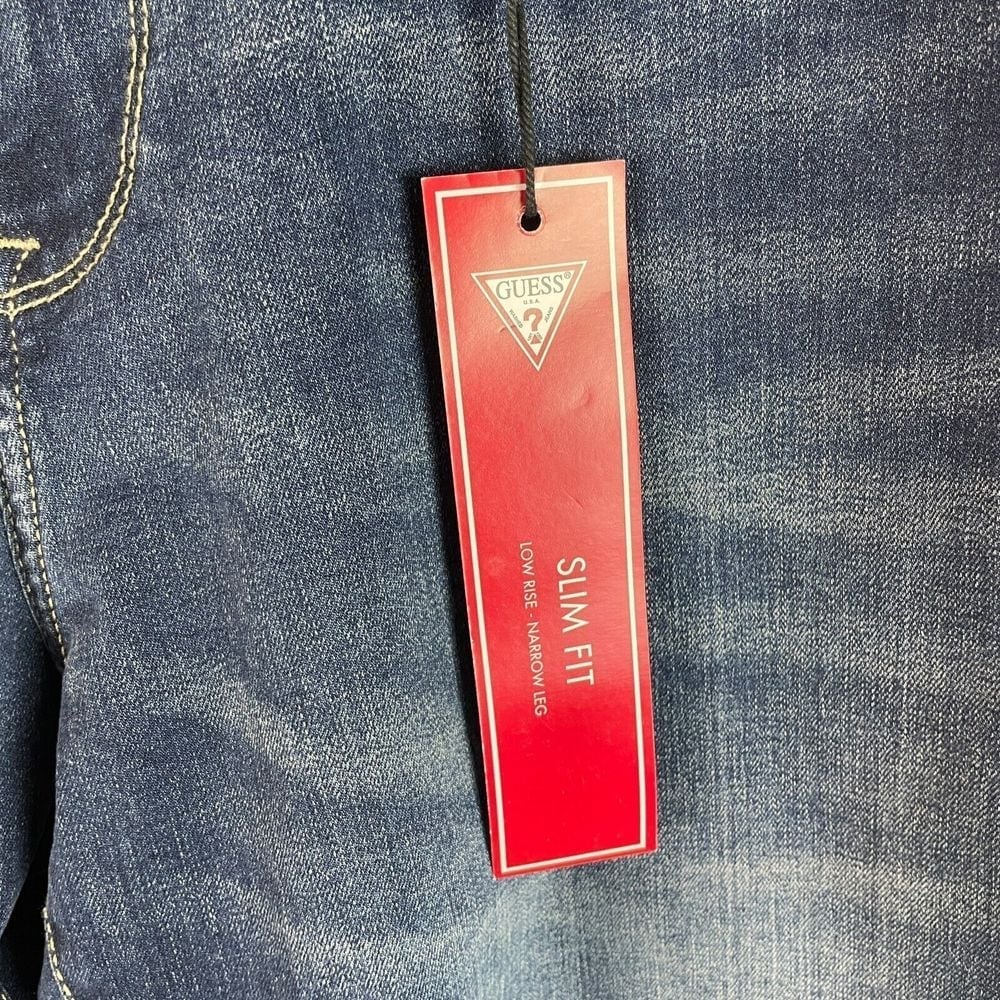 GUESS®
U.S.A.
?
SLIM FIT
LOW RISE - NARROW LEG